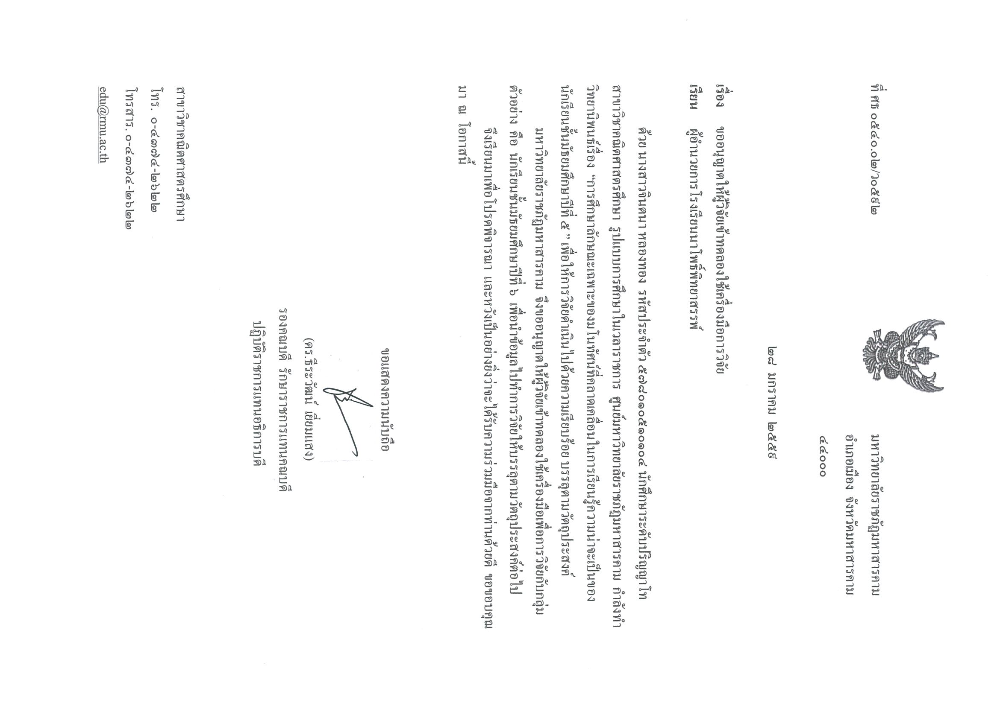 ที่ ศธ ๐๕๔๐.๐๒/ว๐๕๙๒
มหาวิทยาลัยราชภัฏมหาสารคาม
อำเภอเมือง จังหวัดมหาสารคาม
๔๔๐๐๐
๒๘ มกราคม ๒๕๕๙
เรื่อง ขออนุญาตให้ผู้วิจัยเข้าทดลองใช้เครื่องมือการวิจัย
เรียน ผู้อำนวยการโรงเรียนนาโพธิ์พิทยาสรรพ์
ด้วย นางสาวจินตนา หลองทอง รหัสประจำตัว ๕๗๘๐๑๐๕๑๐๑๐๔ นักศึกษาระดับปริญญาโท
สาขาวิชาคณิตศาสตรศึกษา รูปแบบการศึกษาในเวลาราชการ ศูนย์มหาวิทยาลัยราชภัฏมหาสารคาม กำลังทำ
วิทยานิพนธ์เรื่อง “การศึกษาลักษณะเฉพาะของมโนทัศน์ที่คลาดเคลื่อนในการเรียนรู้ความน่าจะเป็นของ
นักเรียนชั้นมัธยมศึกษาปีที่ ๕ ” เพื่อให้การวิจัยดำเนินไปด้วยความเรียบร้อย บรรลุตามวัตถุประสงค์
มหาวิทยาลัยราชภัฏมหาสารคาม จึงขออนุญาตให้ผู้วิจัยเข้าทดลองใช้เครื่องมือเพื่อการวิจัยกับกลุ่ม
ตัวอย่าง คือ นักเรียนชั้นมัธยมศึกษาปีที่ ๖ เพื่อนำข้อมูลไปทำการวิจัยให้บรรลุตามวัตถุประสงค์ต่อไป
จึงเรียนมาเพื่อโปรดพิจารณา และหวังเป็นอย่างยิ่งว่าจะได้รับความร่วมมือจากท่านด้วยดี ขอขอบคุณ
มา ณ โอกาสนี้
ขอแสดงความนับถือ
(ดร.ธีระวัฒน์ เยี่ยมแสง)
รองคณบดี รักษาราชการแทนคณบดี
ปฏิบัติราชการแทนอธิการบดี
สาขาวิชาคณิตศาสตรศึกษา
โทร. ๐-๔๓๗๔-๒๖๒๒
โทรสาร. ๐-๔๓๗๔-๒๖๒๒
edu@rmu.ac.th